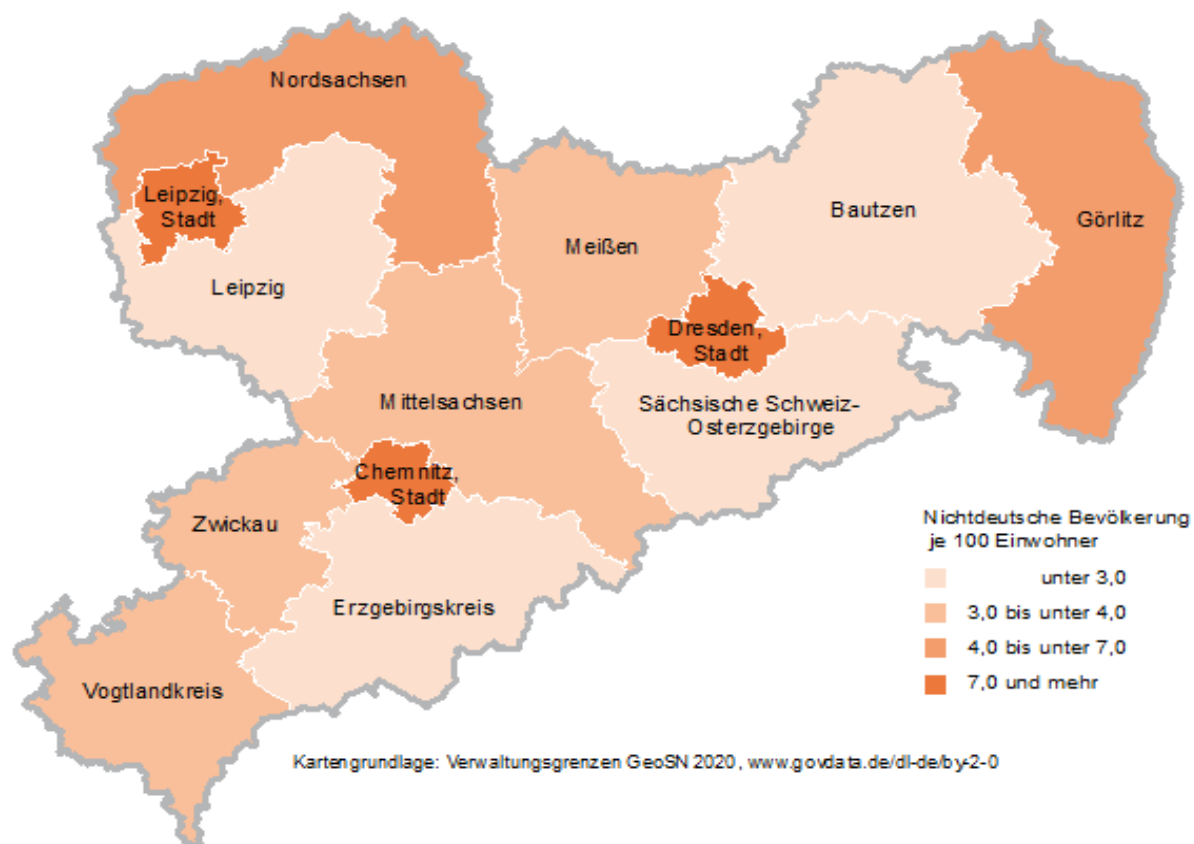 Nordsachsen
Leipzig,
Stadt
Leipzig
Meißen
Bautzen
Görlitz
Dresden,
Stadt
Mittelsachsen
Sächsische Schweiz-
Osterzgebirge
Chemnitz,
Stadt
Zwickau
Erzgebirgskreis
Vogtlandkreis
Nichtdeutsche Bevölkerung
je 100 Einwohner
unter 3,0
3,0 bis unter 4,0
4,0 bis unter 7,0
7,0 und mehr
Kartengrundlage: Verwaltungsgrenzen GeoSN 2020, www.govdata.de/dl-de/by-2-0